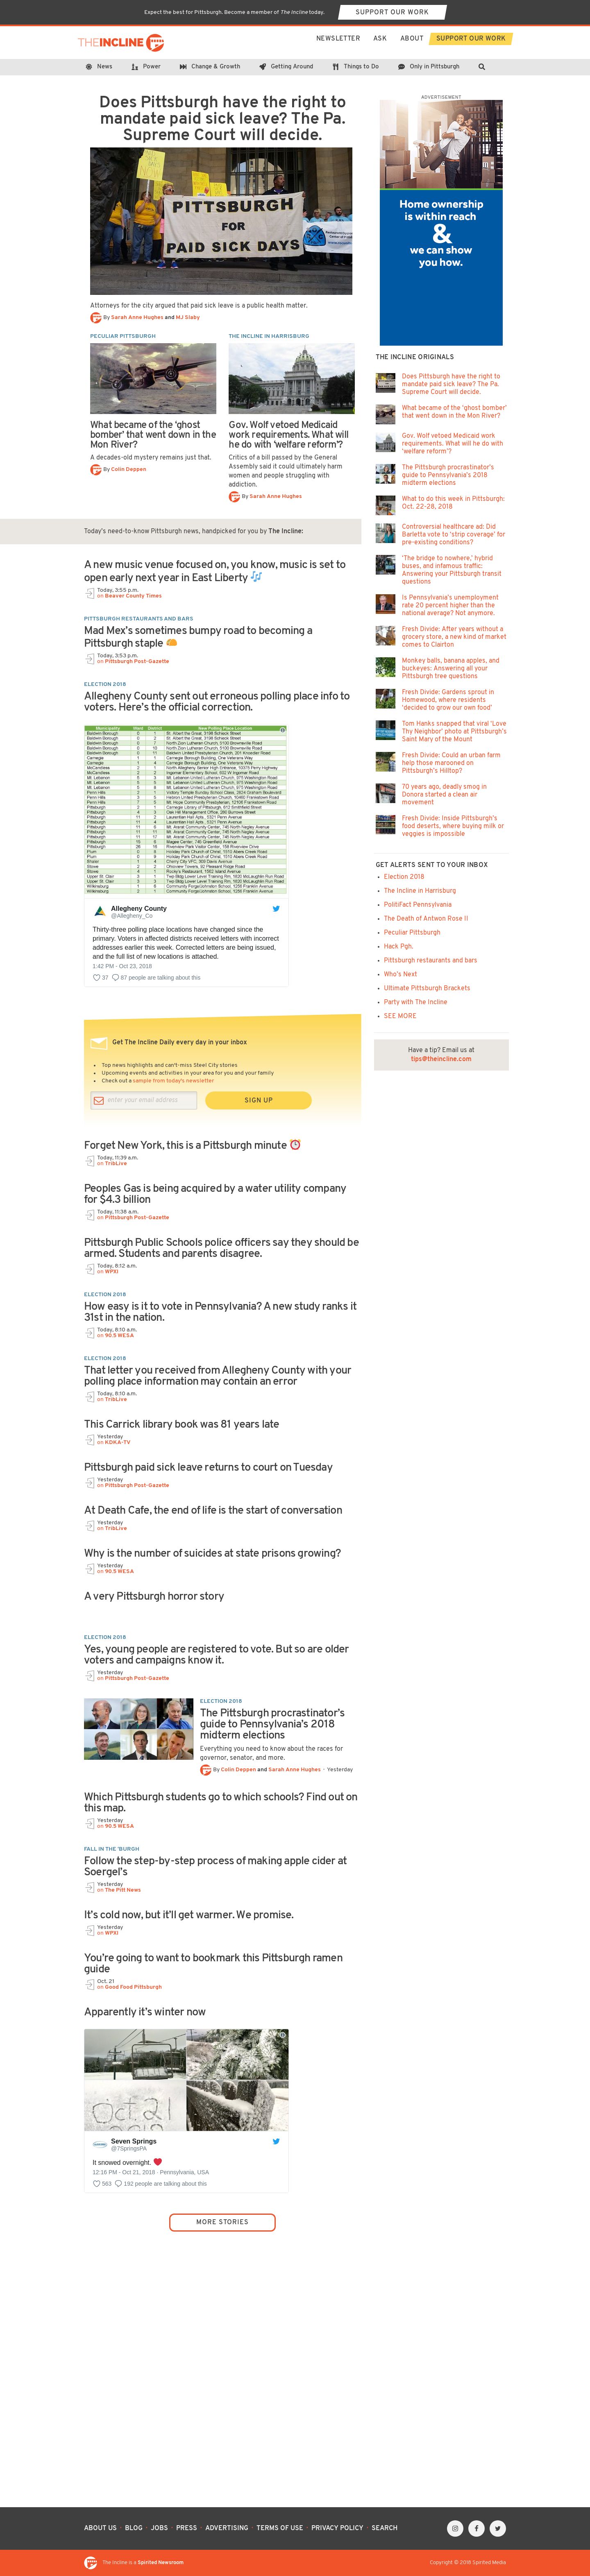 Expect the best for Pittsburgh. Become a member of The Incline today.
SUPPORT OUR WORK
THEINCLINE
NEWSLETTER ASK ABOUT SUPPORT OUR WORK
News Power Change & Growth Getting Around Things to Do Only in Pittsburgh
Does Pittsburgh have the right to
mandate paid sick leave? The Pa.
Supreme Court will decide.
PITTSBURGH
FOR
PAID SICK DAYS
Attorneys for the city argued that paid sick leave is a public health matter.
By Sarah Anne Hughes and MJ Slaby
PECULIAR PITTSBURGH
What became of the ‘ghost
bomber’ that went down in the
Mon River?
A decades-old mystery remains just that.
By Colin Deppen
THE INCLINE IN HARRISBURG
Gov. Wolf vetoed Medicaid
work requirements. What will
he do with ‘welfare reform’?
Critics of a bill passed by the General
Assembly said it could ultimately harm
women and people struggling with
addiction.
By Sarah Anne Hughes
Today's need-to-know Pittsburgh news, handpicked for you by The Incline:
A new music venue focused on, you know, music is set to
open early next year in East Liberty 🎶
Today, 3:55 p.m.
on Beaver County Times
PITTSBURGH RESTAURANTS AND BARS
Mad Mex’s sometimes bumpy road to becoming a
Pittsburgh staple 🌮
Today, 3:53 p.m.
on Pittsburgh Post-Gazette
ELECTION 2018
Allegheny County sent out erroneous polling place info to
voters. Here’s the official correction.
Municipality Ward District New Polling Place Location
Allegheny County
@Allegheny_Co
Thirty-three polling place locations have changed since the
primary. Voters in affected districts received letters with incorrect
addresses earlier this week. Corrected letters are being issued,
and the full list of new locations is attached.
1:42 PM - Oct 23, 2018
37 87 people are talking about this
Get The Incline Daily every day in your inbox
Top news highlights and can't-miss Steel City stories
Upcoming events and activities in your area for you and your family
Check out a sample from today's newsletter
enter your email address
SIGN UP
Forget New York, this is a Pittsburgh minute ⏰
Today, 11:39 a.m.
on TribLive
Peoples Gas is being acquired by a water utility company
for $4.3 billion
Today, 11:38 a.m.
on Pittsburgh Post-Gazette
Pittsburgh Public Schools police officers say they should be
armed. Students and parents disagree.
Today, 8:12 a.m.
on WPXI
ELECTION 2018
How easy is it to vote in Pennsylvania? A new study ranks it
31st in the nation.
Today, 8:10 a.m.
on 90.5 WESA
ELECTION 2018
That letter you received from Allegheny County with your
polling place information may contain an error
Today, 8:10 a.m.
on TribLive
This Carrick library book was 81 years late
Yesterday
on KDKA-TV
Pittsburgh paid sick leave returns to court on Tuesday
Yesterday
on Pittsburgh Post-Gazette
At Death Cafe, the end of life is the start of conversation
Yesterday
on TribLive
Why is the number of suicides at state prisons growing?
Yesterday
on 90.5 WESA
A very Pittsburgh horror story
ELECTION 2018
Yes, young people are registered to vote. But so are older
voters and campaigns know it.
Yesterday
on Pittsburgh Post-Gazette
ELECTION 2018
The Pittsburgh procrastinator’s
guide to Pennsylvania’s 2018
midterm elections
Everything you need to know about the races for
governor, senator, and more.
By Colin Deppen and Sarah Anne Hughes · Yesterday
Which Pittsburgh students go to which schools? Find out on
this map.
Yesterday
on 90.5 WESA
FALL IN THE 'BURGH
Follow the step-by-step process of making apple cider at
Soergel’s
Yesterday
on The Pitt News
It’s cold now, but it’ll get warmer. We promise.
Yesterday
on WPXI
You’re going to want to bookmark this Pittsburgh ramen
guide
Oct. 21
on Good Food Pittsburgh
Apparently it’s winter now
Oct 21
2018
Seven Springs
@7SpringsPA
It snowed overnight. ❤️
12:16 PM - Oct 21, 2018 · Pennsylvania, USA
563 192 people are talking about this
MORE STORIES
ADVERTISEMENT
Home ownership
is within reach
&
we can show
you how.
THE INCLINE ORIGINALS
Does Pittsburgh have the right to
mandate paid sick leave? The Pa.
Supreme Court will decide.
What became of the ‘ghost bomber’
that went down in the Mon River?
Gov. Wolf vetoed Medicaid work
requirements. What will he do with
‘welfare reform’?
The Pittsburgh procrastinator’s
guide to Pennsylvania’s 2018
midterm elections
What to do this week in Pittsburgh:
Oct. 22-28, 2018
Controversial healthcare ad: Did
Barletta vote to ‘strip coverage’ for
pre-existing conditions?
‘The bridge to nowhere,’ hybrid
buses, and infamous traffic:
Answering your Pittsburgh transit
questions
Is Pennsylvania’s unemployment
rate 20 percent higher than the
national average? Not anymore.
Fresh Divide: After years without a
grocery store, a new kind of market
comes to Clairton
Monkey balls, banana apples, and
buckeyes: Answering all your
Pittsburgh tree questions
Fresh Divide: Gardens sprout in
Homewood, where residents
‘decided to grow our own food’
Tom Hanks snapped that viral ‘Love
Thy Neighbor’ photo at Pittsburgh’s
Saint Mary of the Mount
Fresh Divide: Could an urban farm
help those marooned on
Pittsburgh’s Hilltop?
70 years ago, deadly smog in
Donora started a clean air
movement
Fresh Divide: Inside Pittsburgh’s
food deserts, where buying milk or
veggies is impossible
GET ALERTS SENT TO YOUR INBOX
Election 2018
The Incline in Harrisburg
PolitiFact Pennsylvania
The Death of Antwon Rose II
Peculiar Pittsburgh
Hack Pgh.
Pittsburgh restaurants and bars
Who's Next
Ultimate Pittsburgh Brackets
Party with The Incline
SEE MORE
Have a tip? Email us at
tips@theincline.com
ABOUT US · BLOG · JOBS · PRESS · ADVERTISING · TERMS OF USE · PRIVACY POLICY · SEARCH
The Incline is a Spirited Newsroom
Copyright © 2018 Spirited Media